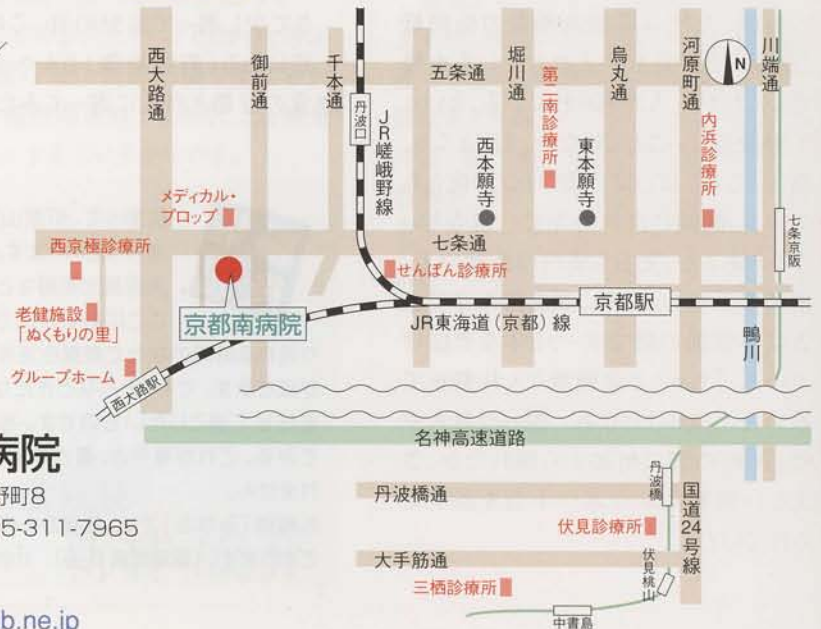 西大路通
御前通
千本通
丹波口
JR嵯峨野線
五条通
堀川通
第二南診療所
烏丸通
河原町通
N
川端通
内浜診療所
西本願寺
東本願寺
メディカル・
プロップ
七条通
七条京阪
西京極診療所
せんぼん診療所
京都南病院
京都駅
JR東海道(京都)線
鴨川
老健施設
「ぬくもりの里」
グループホーム
西大路駅
名神高速道路
病院
野町8
5-311-7965
丹波橋通
丹波橋
国道24号線
伏見診療所
大手筋通
伏見桃山
三栖診療所
中書島
b.ne.jp